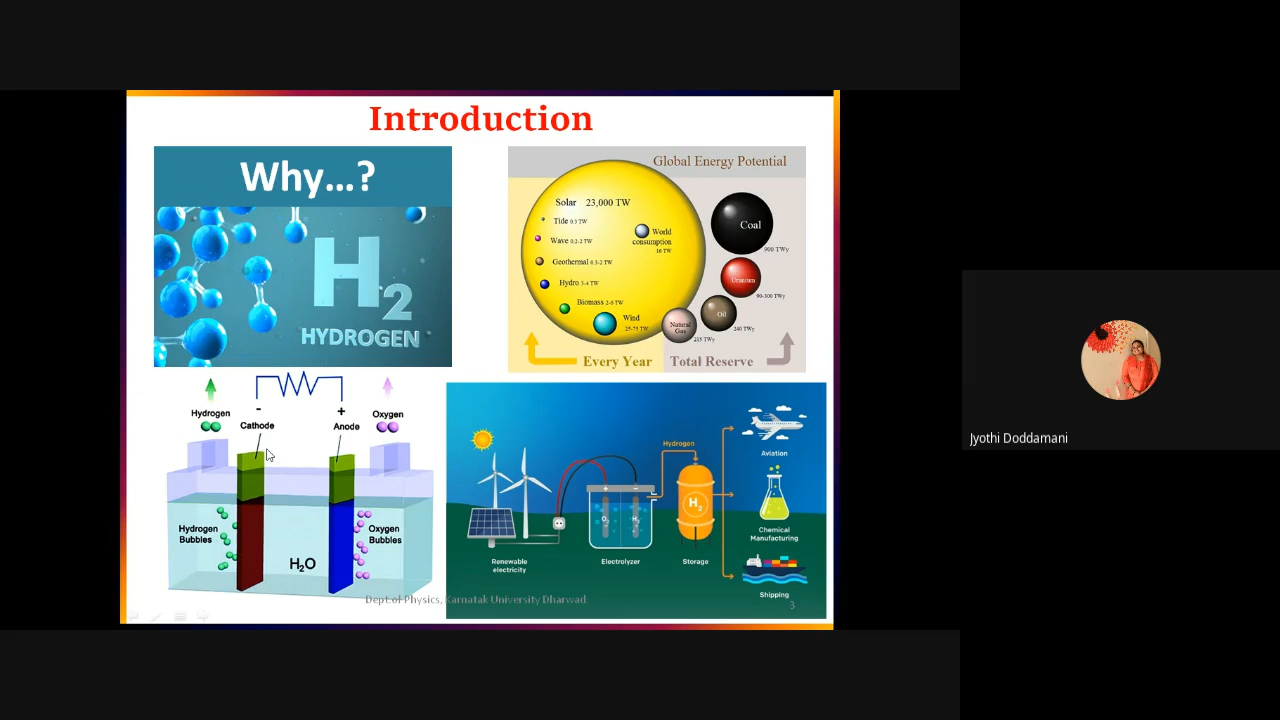 Introduction
Why...?
H2
HYDROGEN
Global Energy Potential
Solar 23,000 TW
Tide 0.3 TW
Wave 0.2-2 TW
Geothermal 0.3-2 TW
Hydro 3-4 TW
Biomass 2-6 TW
Wind
25-75 TW
World
consumption
16 TW
Coal
900 TWy
Uranium
90-300 TWy
Oil
240 TWy
Natural
Gas
215 TWy
Every Year
Total Reserve
Hydrogen
-
Cathode
+
Anode
Oxygen
Hydrogen
Bubbles
Oxygen
Bubbles
H2O
Renewable
electricity
+
-
O2
H2
Electrolyzer
Hydrogen
H2
Storage
Aviation
Chemical
Manufacturing
Shipping
Dept.of Physics, Karnatak University Dharwad.
3
Jyothi Doddamani